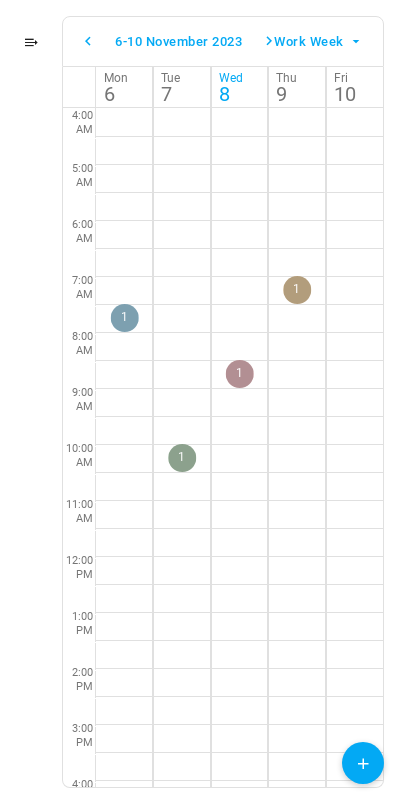 6-10 November 2023
Work Week
Mon Tue Wed Thu Fri
6 7 8 9 10
4:00
AM
5:00
AM
6:00
AM
7:00
AM
1
1
8:00
AM
1
9:00
AM
10:00
AM
1
11:00
AM
12:00
PM
1:00
PM
2:00
PM
3:00
PM
4:00